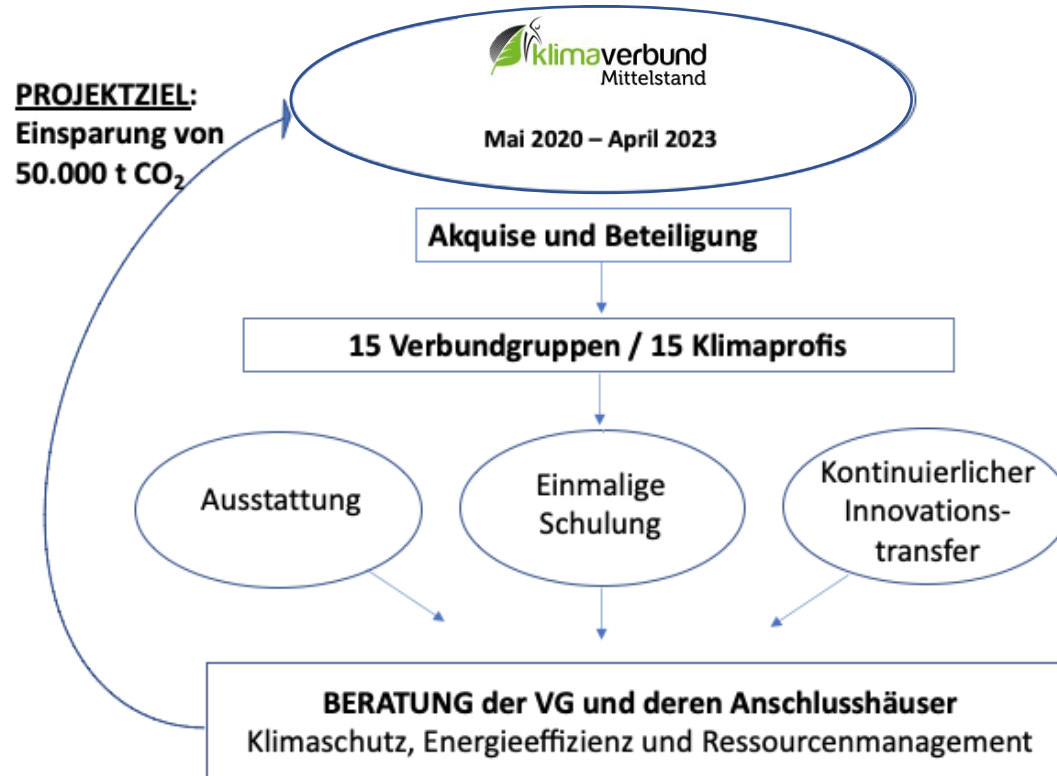 klimaverbund
Mittelstand
PROJEKTZIEL:
Einsparung von
50.000 t CO₂
Mai 2020 – April 2023
Akquise und Beteiligung
15 Verbundgruppen / 15 Klimaprofis
Ausstattung
Einmalige
Schulung
Kontinuierlicher
Innovations-
transfer
BERATUNG der VG und deren Anschlusshäuser
Klimaschutz, Energieeffizienz und Ressourcenmanagement